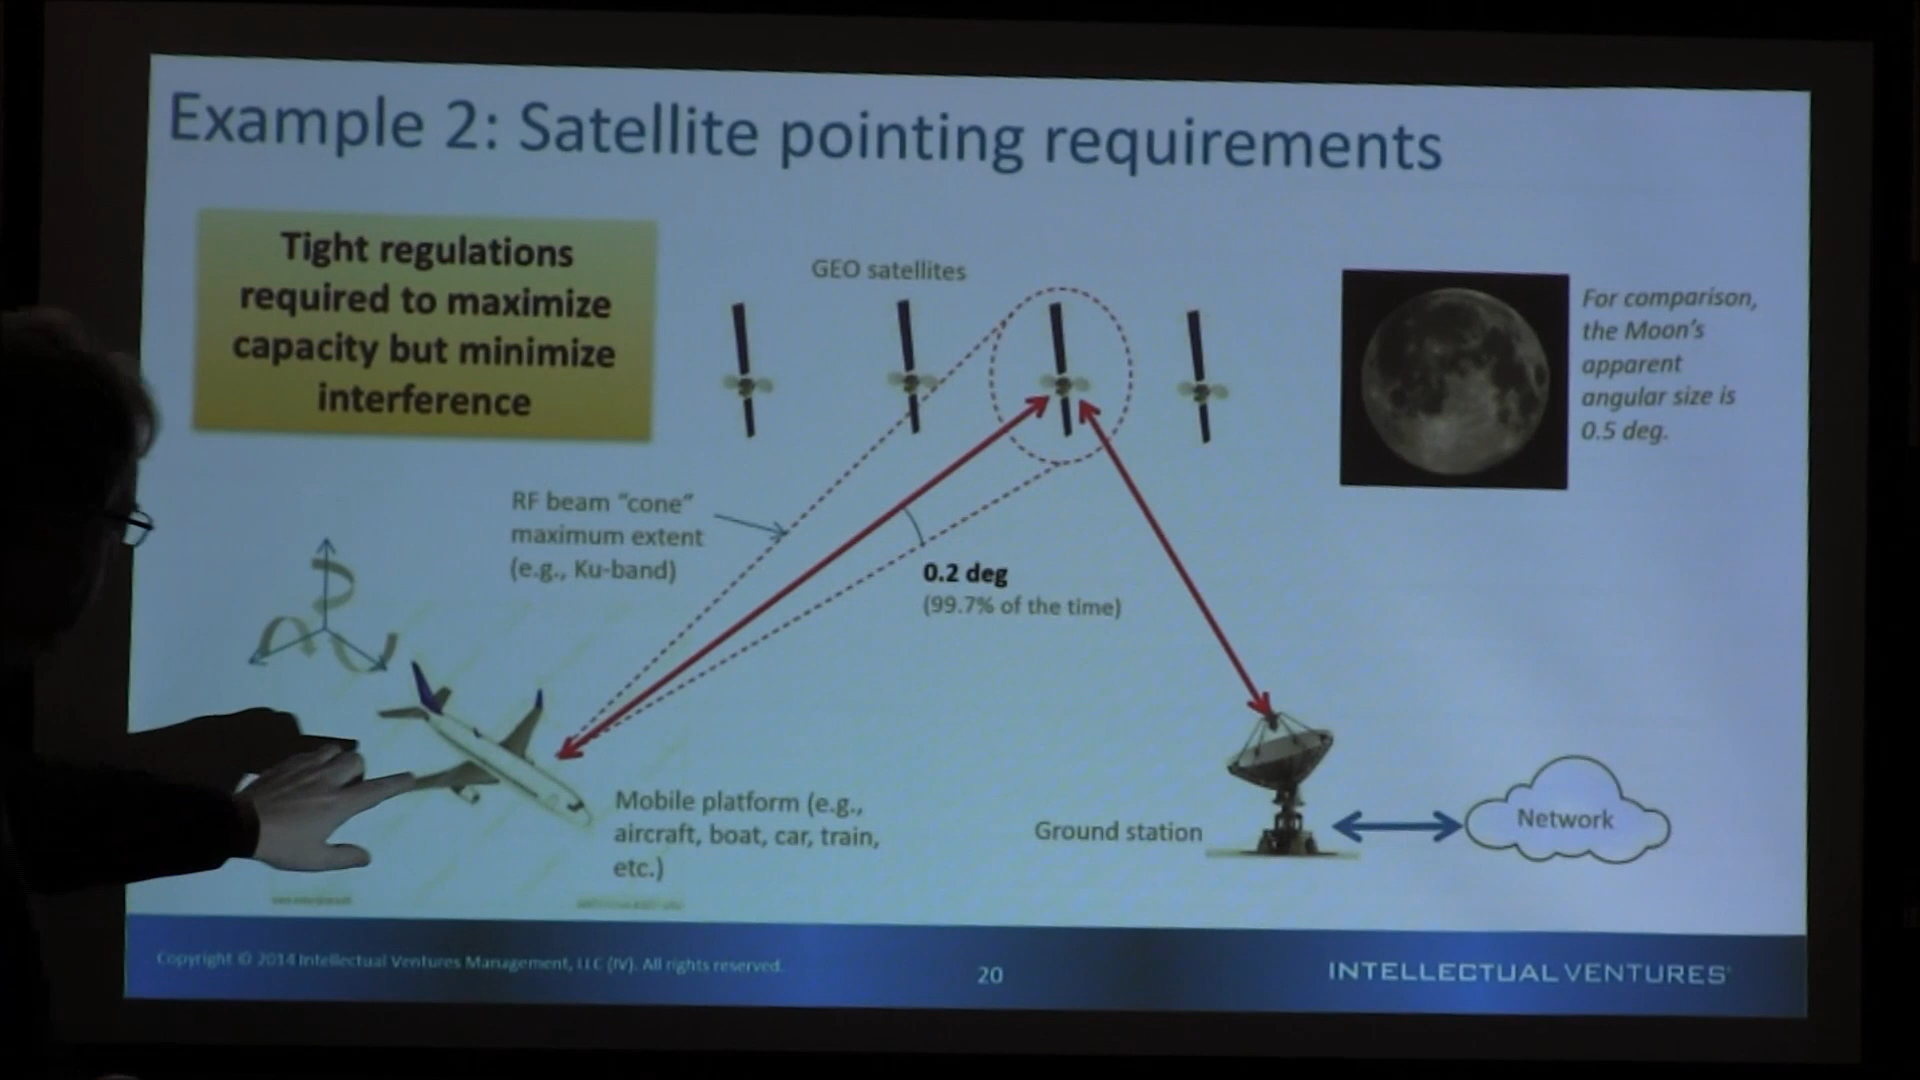 Example 2: Satellite pointing requirements
Tight regulations
required to maximize
capacity but minimize
interference
GEO satellites
For comparison,
the Moon's
apparent
angular size is
0.5 deg.
RF beam "cone"
maximum extent
(e.g., Ku-band)
0.2 deg
(99.7% of the time)
Mobile platform (e.g.,
aircraft, boat, car, train,
etc.)
Ground station
Network
Copyright © 2014 Intellectual Ventures Management, LLC (IV). All rights reserved.
20
INTELLECTUAL VENTURES